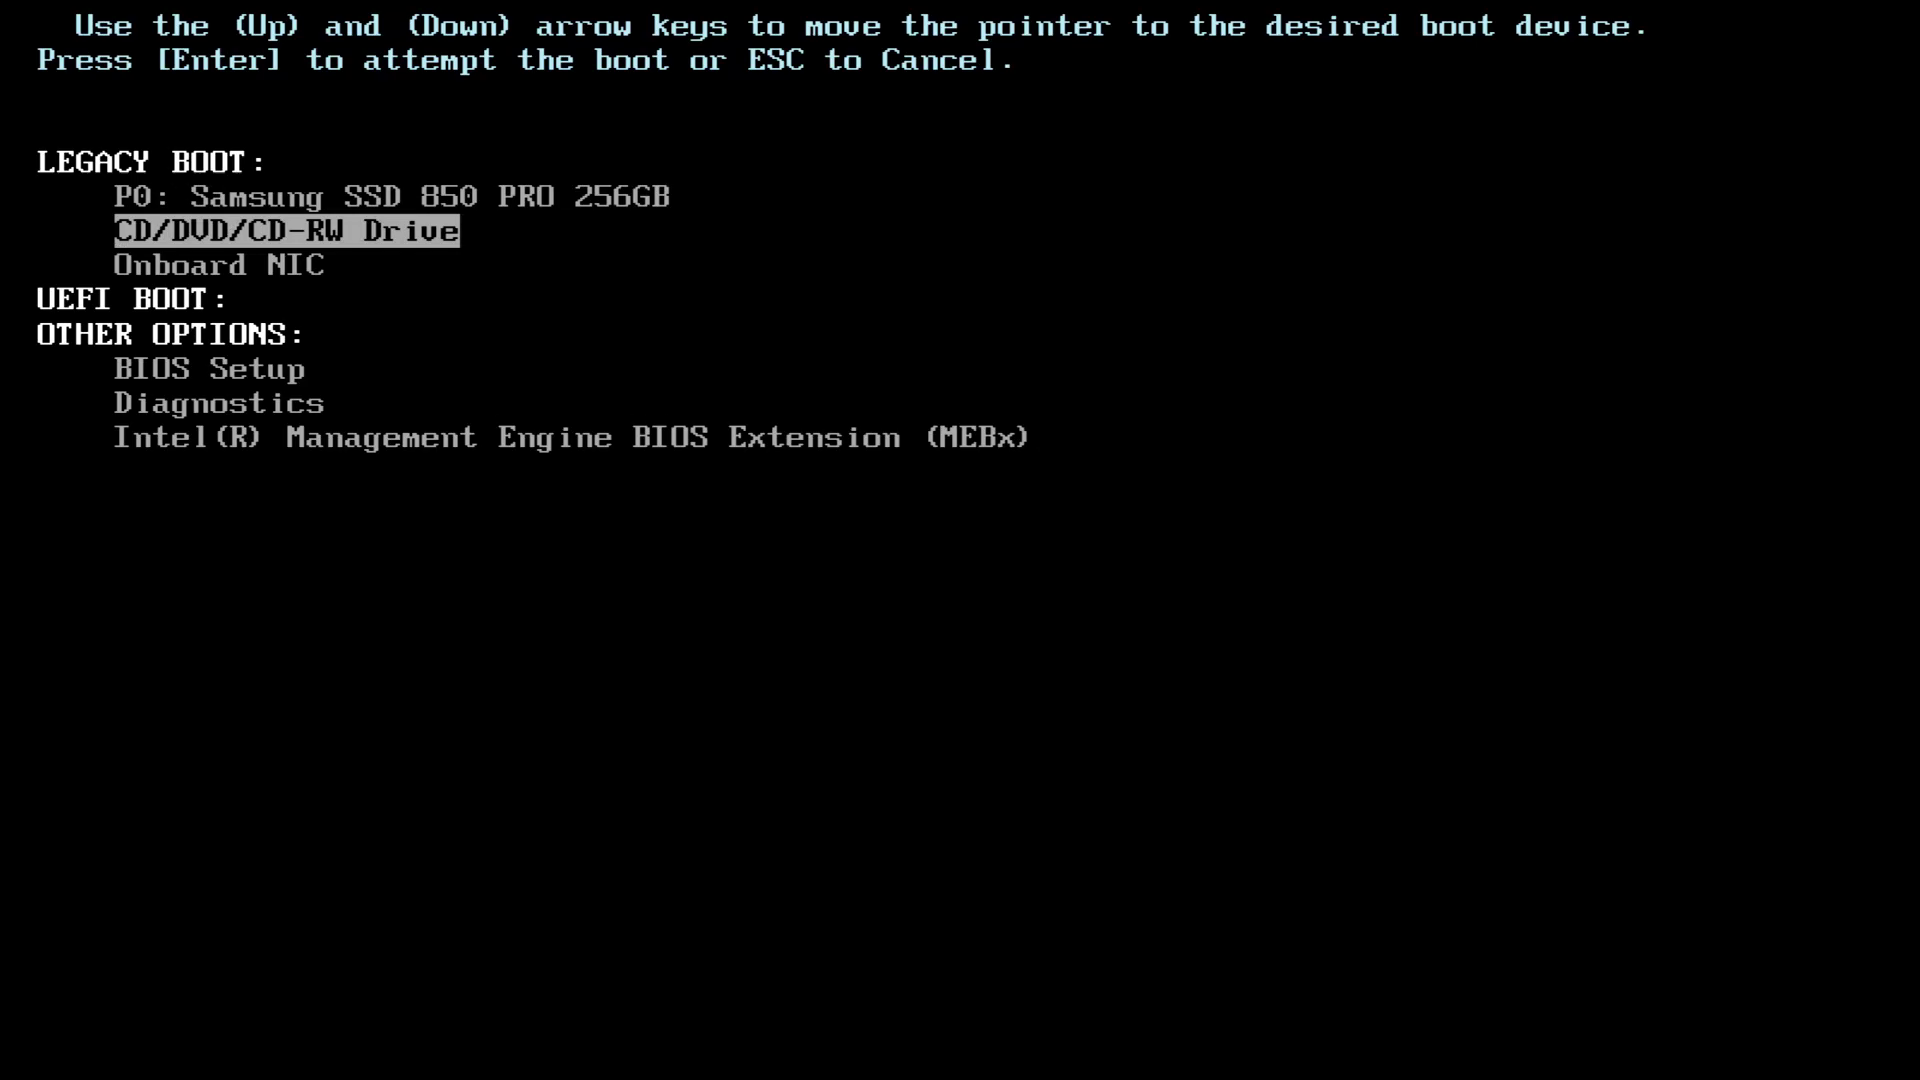 Use the (Up) and (Down) arrow keys to move the pointer to the desired boot device.
Press [Enter] to attempt the boot or ESC to Cancel.
LEGACY BOOT:
P0: Samsung SSD 850 PRO 256GB
CD/DVD/CD-RW Drive
Onboard NIC
UEFI BOOT:
OTHER OPTIONS:
BIOS Setup
Diagnostics
Intel(R) Management Engine BIOS Extension (MEBx)